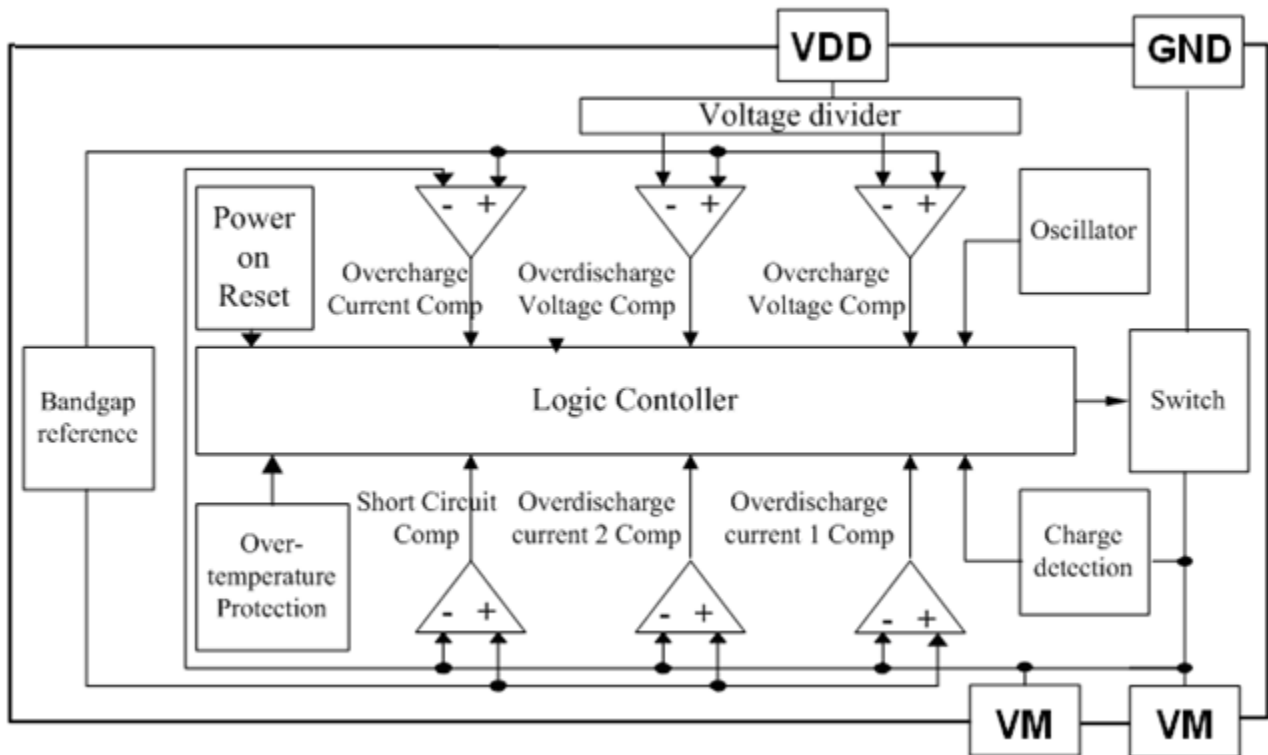 VDD
GND
Voltage divider
- +
- +
- +
Power
on
Reset
Oscillator
Overcharge
Current Comp
Overdischarge
Voltage Comp
Overcharge
Voltage Comp
Bandgap
reference
Logic Contoller
Switch
Over-
temperature
Protection
Short Circuit
Comp
Overdischarge
current 2 Comp
Overdischarge
current 1 Comp
Charge
detection
- +
- +
- +
VM
VM